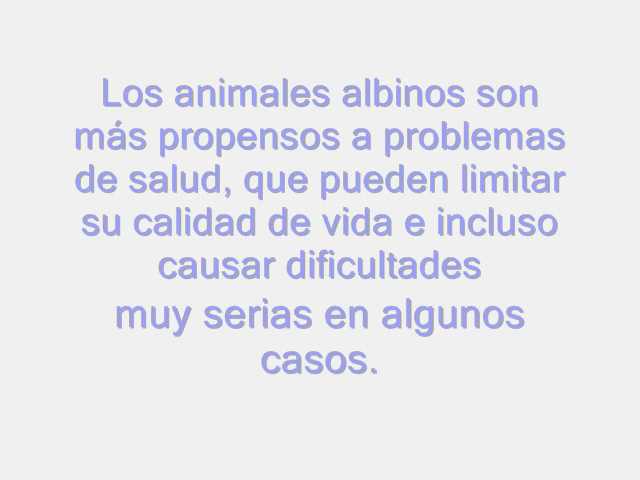 Los animales albinos son
más propensos a problemas
de salud, que pueden limitar
su calidad de vida e incluso
causar dificultades
muy serias en algunos
casos.